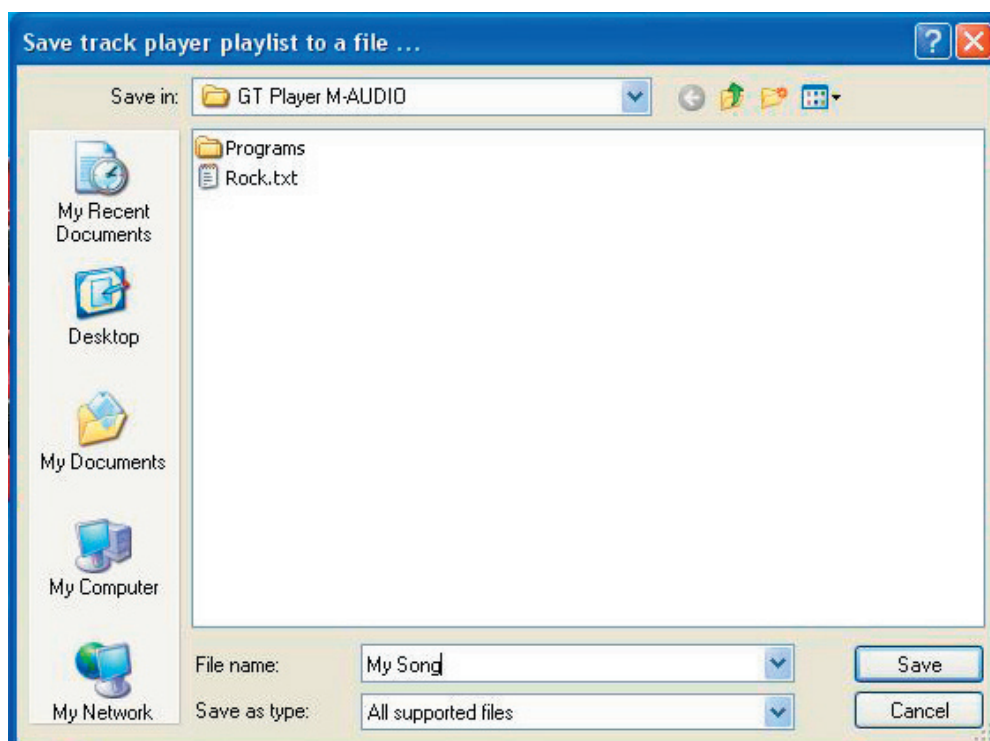 Save track player playlist to a file ...
Save in: GT Player M-AUDIO
Programs
Rock.txt
My Recent
Documents
Desktop
My Documents
My Computer
My Network
File name: My Song Save
Save as type: All supported files Cancel